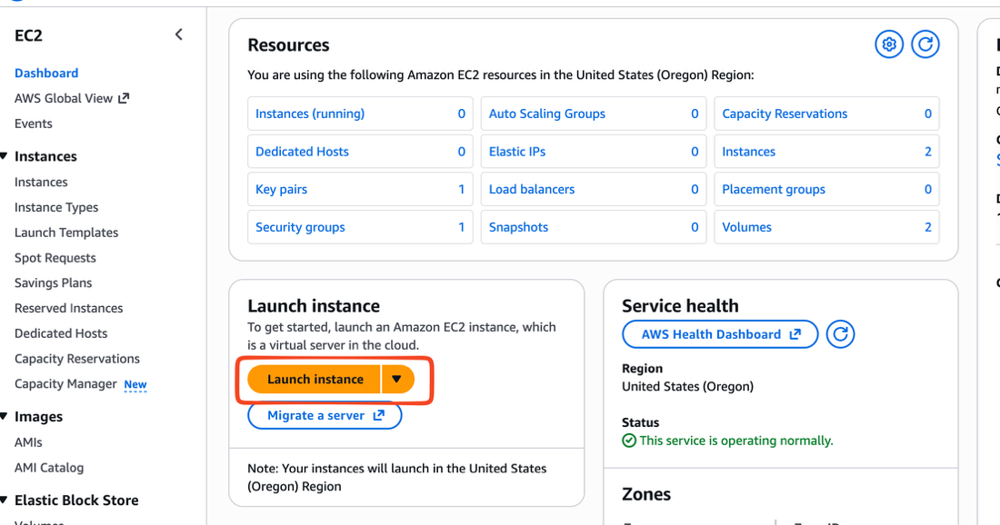 EC2
Dashboard
AWS Global View
Events
Instances
Instances
Instance Types
Launch Templates
Spot Requests
Savings Plans
Reserved Instances
Dedicated Hosts
Capacity Reservations
Capacity Manager New
Images
AMIs
AMI Catalog
Elastic Block Store
Volumes
Resources
You are using the following Amazon EC2 resources in the United States (Oregon) Region:
Instances (running) 0
Auto Scaling Groups 0
Capacity Reservations 0
Dedicated Hosts 0
Elastic IPs 0
Instances 2
Key pairs 1
Load balancers 0
Placement groups 0
Security groups 1
Snapshots 0
Volumes 2
Launch instance
To get started, launch an Amazon EC2 instance, which
is a virtual server in the cloud.
Launch instance
Migrate a server
Note: Your instances will launch in the United States
(Oregon) Region
Service health
AWS Health Dashboard
Region
United States (Oregon)
Status
This service is operating normally.
Zones